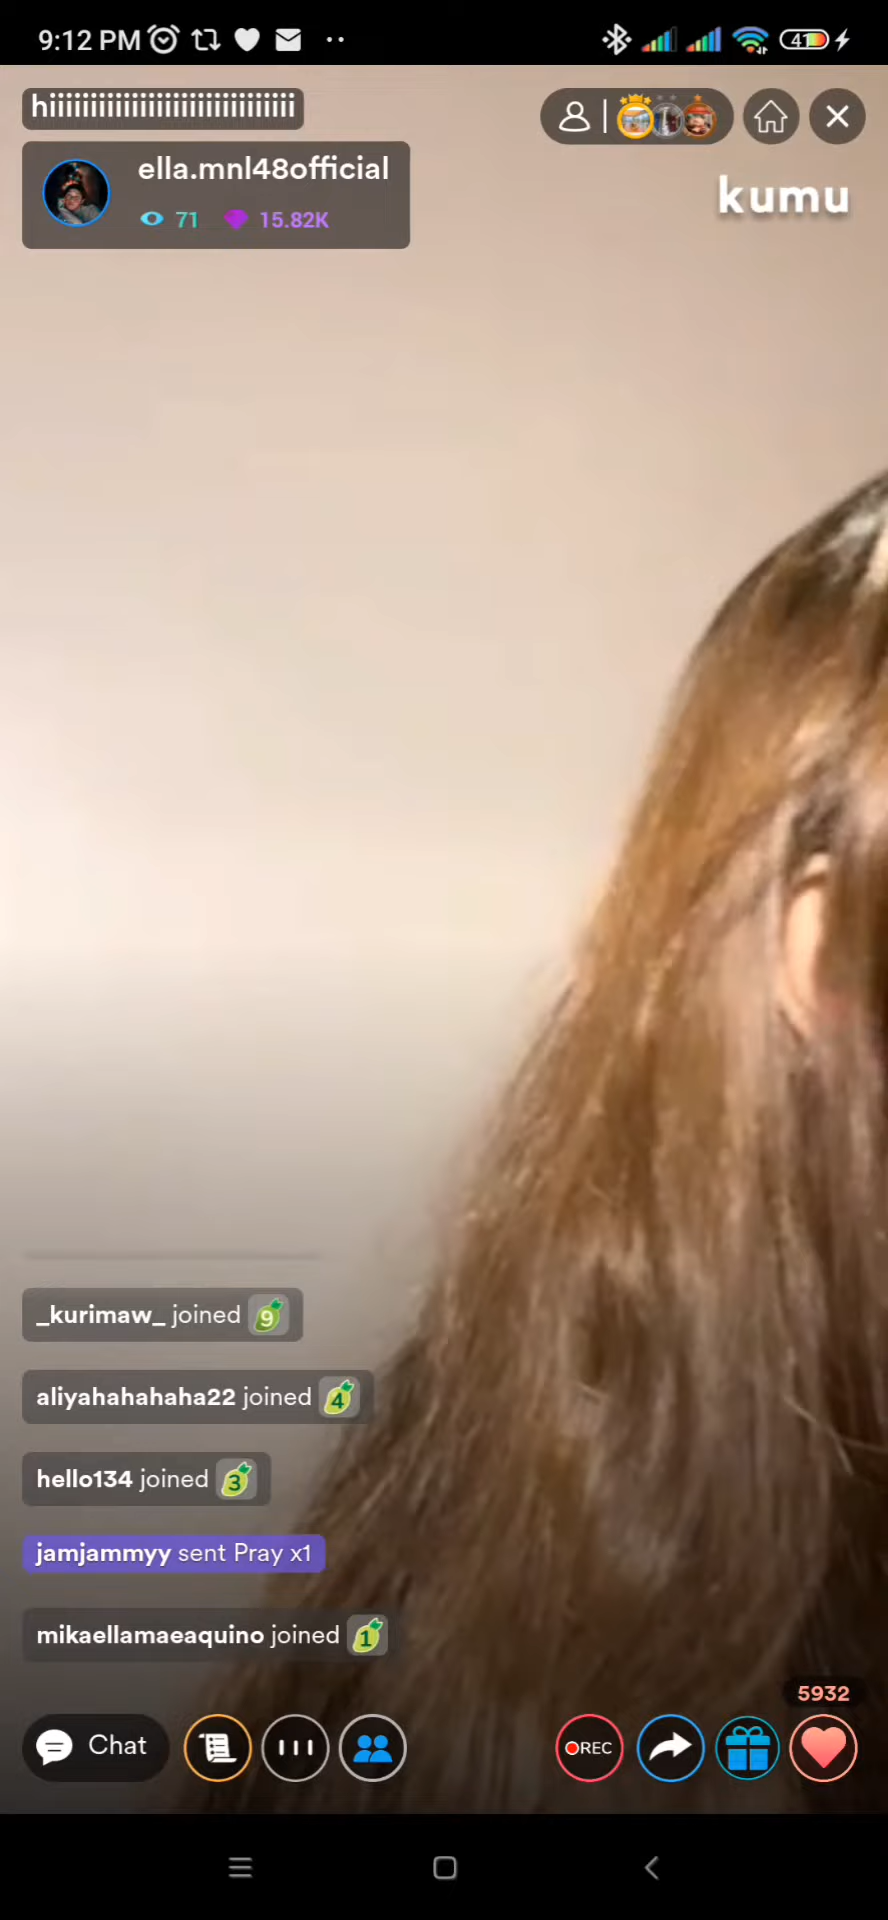 9:12 PM
41
hiiiiiiiiiiiiiiiiiiiiiiiiiiiiii
ella.mnl48official
71 15.82K
kumu
_kurimaw_ joined 9
aliyahahahaha22 joined 4
hello134 joined 3
jamjammyy sent Pray x1
mikaellamaeaquino joined 1
5932
Chat
REC